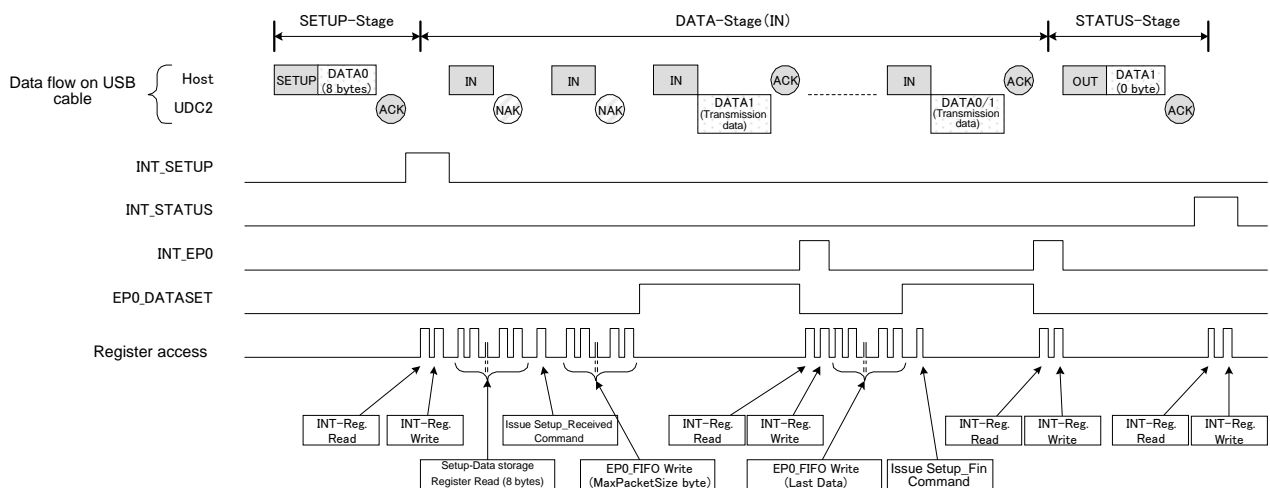 SETUP-Stage
DATA-Stage(IN)
STATUS-Stage
Data flow on USB
cable
Host
UDC2
SETUP
DATA0
(8 bytes)
ACK
IN
NAK
IN
NAK
IN
DATA1
(Transmission
data)
ACK
IN
DATA0/1
(Transmission
data)
ACK
OUT
DATA1
(0 byte)
ACK
INT_SETUP
INT_STATUS
INT_EP0
EP0_DATASET
Register access
INT-Reg.
Read
INT-Reg.
Write
Issue Setup_Received
Command
INT-Reg.
Read
INT-Reg.
Write
INT-Reg.
Read
INT-Reg.
Write
INT-Reg.
Read
INT-Reg.
Write
Setup-Data storage
Register Read (8 bytes)
EP0_FIFO Write
(MaxPacketSize byte)
EP0_FIFO Write
(Last Data)
Issue Setup_Fin
Command